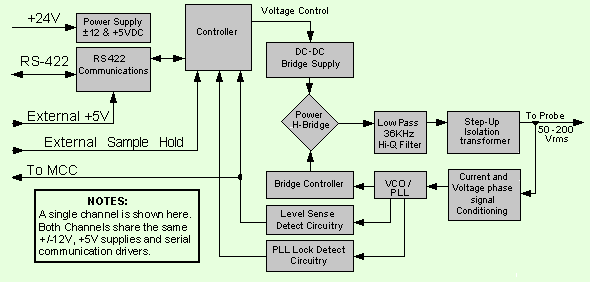 +24V
Power Supply
±12 & +5VDC
Controller
Voltage Control
RS-422
RS422
Communications
DC-DC
Bridge Supply
External +5V
External Sample Hold
Power
H-Bridge
Low Pass
36KHz
Hi-Q Filter
Step-Up
Isolation
transformer
To Probe
50-200
Vrms
To MCC
Bridge Controller
VCO /
PLL
Current and
Voltage phase
signal
Conditioning
Level Sense
Detect Circuitry
PLL Lock Detect
Circuitry
NOTES:
A single channel is shown here.
Both Channels share the same
+/-12V, +5V supplies and serial
communication drivers.